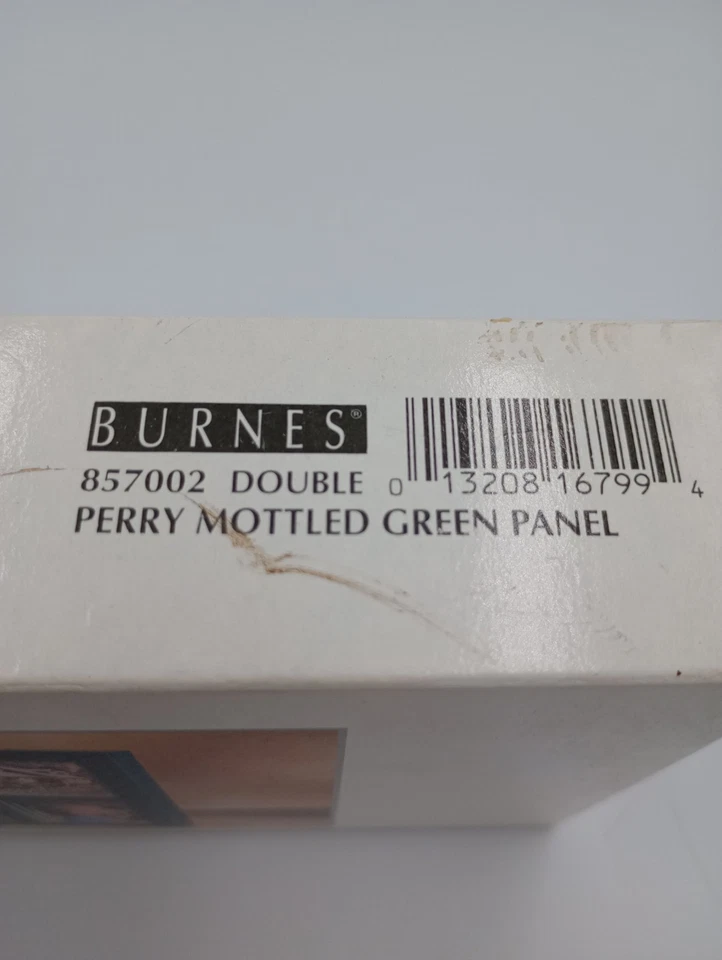 BURNES®
857002 DOUBLE
0 13208 16799 4
PERRY MOTTLED GREEN PANEL